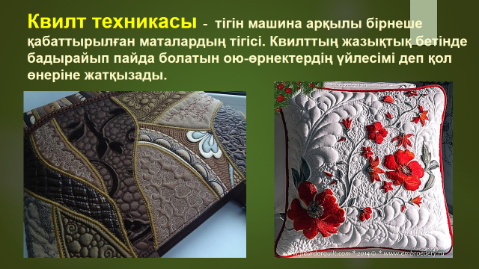 Квилт техникасы - тігін машина арқылы бірнеше
қабаттырылған маталардың тігісі. Квилттың жазықтық бетінде
бадырайып пайда болатын ою-өрнектердің үйлесімі деп қол
өнеріне жатқызады.